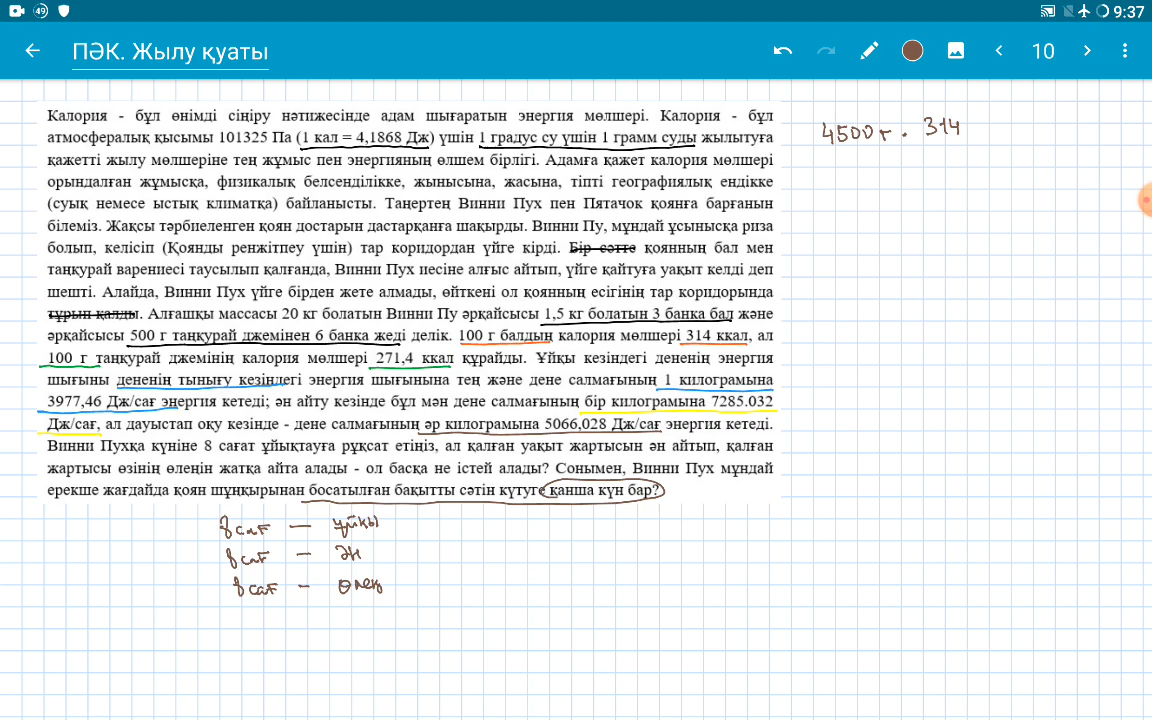 49
9:37
ПӘК. Жылу қуаты
10
Калория - бұл өнімді сіңіру нәтижесінде адам шығаратын энергия мөлшері. Калория - бұл
атмосфералық қысымы 101325 Па (1 кал = 4,1868 Дж) үшін 1 градус су үшін 1 грамм суды жылытуға
қажетті жылу мөлшеріне тең жұмыс пен энергияның өлшем бірлігі. Адамға қажет калория мөлшері
орындалған жұмысқа, физикалық белсенділікке, жынысына, жасына, тіпті географиялық ендікке
(суық немесе ыстық климатқа) байланысты. Таңертең Винни Пух пен Пятачок қоянға барғанын
білеміз. Жақсы тәрбиеленген қоян достарын дастарқанға шақырды. Винни Пу, мұндай ұсынысқа риза
болып, келісіп (Қоянды ренжітпеу үшін) тар коридордан үйге кірді. Бір сәтте қоянның бал мен
таңқурай варениесі таусылып қалғанда, Винни Пух иесіне алғыс айтып, үйге қайтуға уақыт келді деп
шешті. Алайда, Винни Пух үйге бірден жете алмады, өйткені ол қоянның есігінің тар коридорында
тұрып қалды. Алғашқы массасы 20 кг болатын Винни Пу әрқайсысы 1,5 кг болатын 3 банка бал және
әрқайсысы 500 г таңқурай джемінен 6 банка жеді делік. 100 г балдың калория мөлшері 314 ккал, ал
100 г таңқурай джемінің калория мөлшері 271,4 ккал құрайды. Ұйқы кезіндегі дененің энергия
шығыны дененің тынығу кезіндегі энергия шығынына тең және дене салмағының 1 килограмына
3977,46 Дж/сағ энергия кетеді; ән айту кезінде бұл мән дене салмағының бір килограмына 7285.032
Дж/сағ, ал дауыстап оқу кезінде - дене салмағының әр килограмына 5066,028 Дж/сағ энергия кетеді.
Винни Пухқа күніне 8 сағат ұйықтауға рұқсат етіңіз, ал қалған уақыт жартысын ән айтып, қалған
жартысы өзінің өлеңін жатқа айта алады - ол басқа не істей алады? Сонымен, Винни Пух мұндай
ерекше жағдайда қоян шұңқырынан босатылған бақытты сәтін күтуге қанша күн бар?
4500 г · 314
8 сағ — ұйқы
8 сағ - ән
8 сағ - өлең